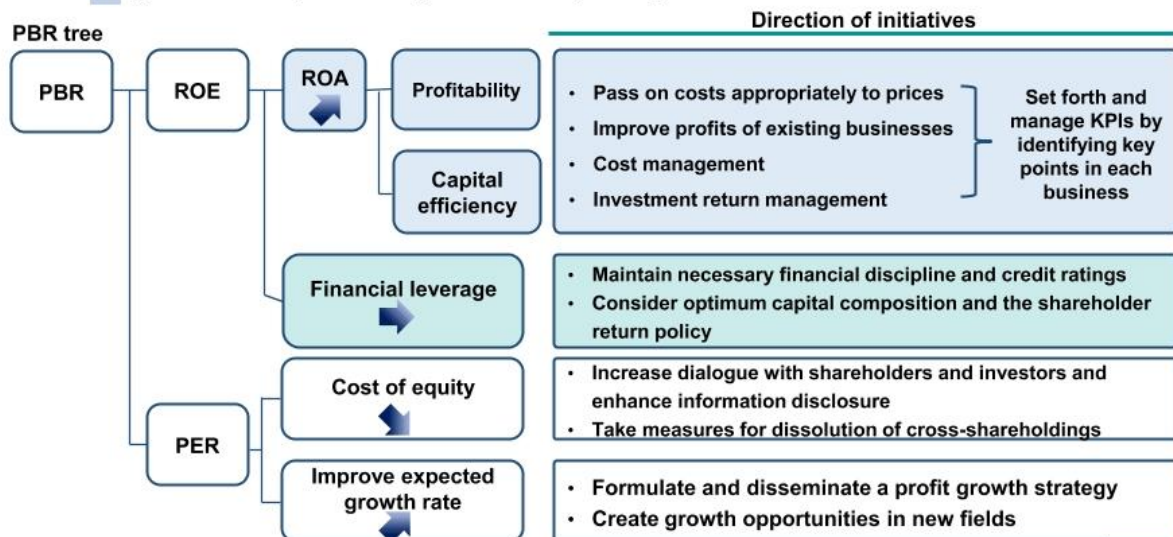 Direction of initiatives
PBR tree
PBR
ROE
ROA
Profitability
Capital
efficiency
• Pass on costs appropriately to prices
• Improve profits of existing businesses
• Cost management
• Investment return management
Set forth and
manage KPIs by
identifying key
points in each
business
Financial leverage
• Maintain necessary financial discipline and credit ratings
• Consider optimum capital composition and the shareholder
return policy
PER
Cost of equity
• Increase dialogue with shareholders and investors and
enhance information disclosure
• Take measures for dissolution of cross-shareholdings
Improve expected
growth rate
• Formulate and disseminate a profit growth strategy
• Create growth opportunities in new fields